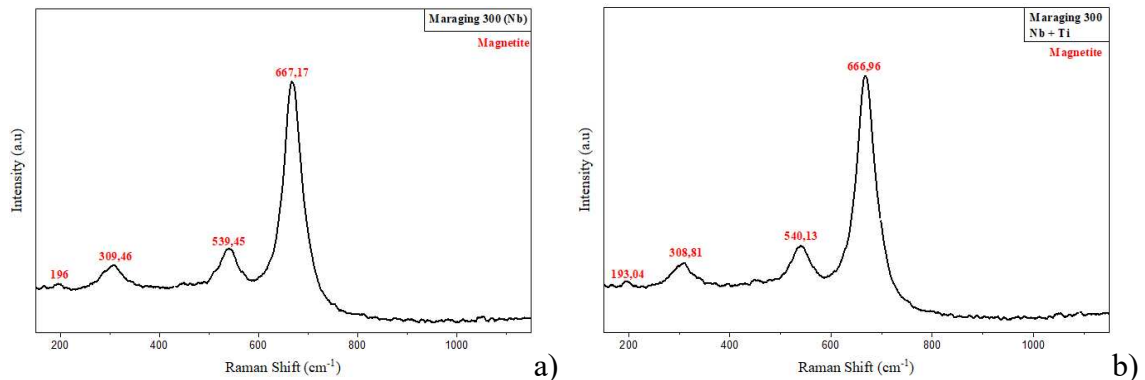 Maraging 300 (Nb)
Magnetite
667,17
539,45
309,46
196
Intensity (a.u)
200
400
600
800
1000
Raman Shift (cm⁻¹)
a)
Maraging 300
Nb + Ti
Magnetite
666,96
540,13
308,81
193,04
Intensity (a.u)
200
400
600
800
1000
Raman Shift (cm⁻¹)
b)